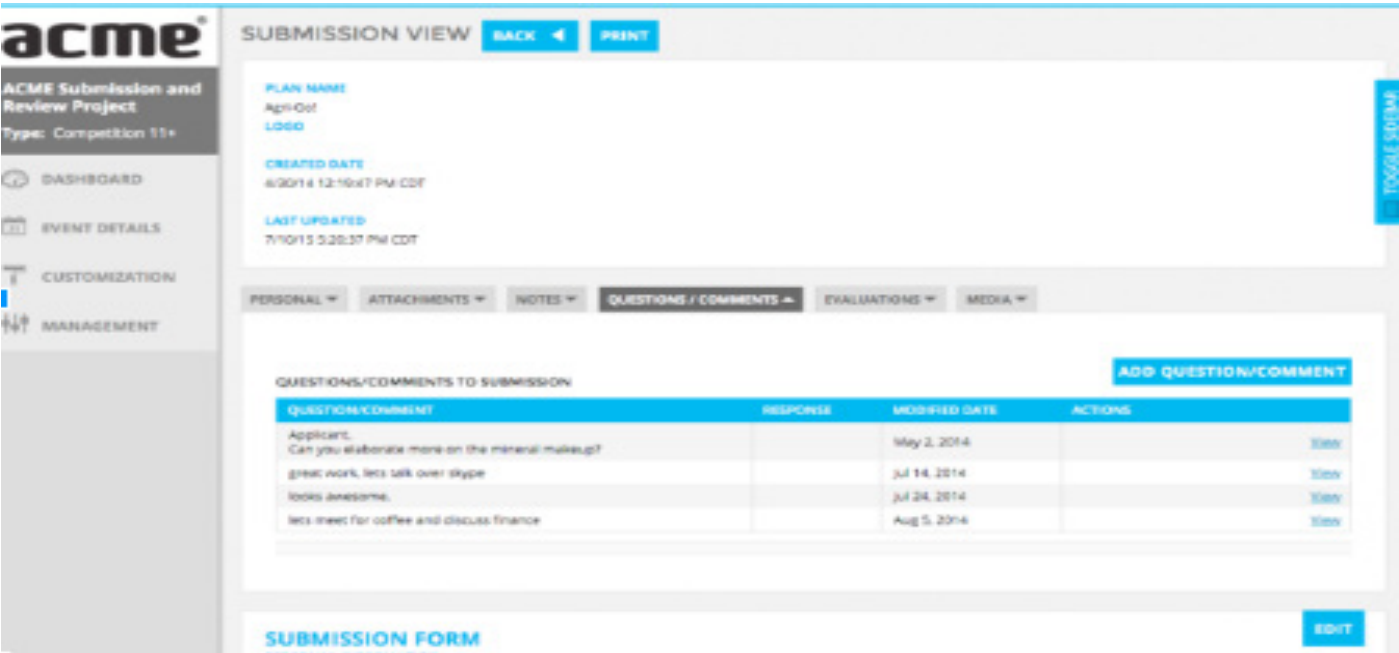 acme
SUBMISSION VIEW BACK PRINT
ACME Submission and
Review Project
Type: Competition 11+
DASHBOARD
EVENT DETAILS
CUSTOMIZATION
MANAGEMENT
PLAN NAME
LOGO
CREATED DATE
4/30/14 12:19:47 PM CDT
LAST UPDATED
7/10/15 5:20:37 PM CDT
TOGGLE SIDEBAR
PERSONAL ATTACHMENTS NOTES QUESTIONS / COMMENTS EVALUATIONS MEDIA
ADD QUESTION/COMMENT
QUESTIONS/COMMENTS TO SUBMISSION
QUESTION/COMMENT RESPONSE MODIFIED DATE ACTIONS
Applicant,
Can you elaborate more on the mineral makeup? May 2, 2014 View
great work, lets talk over skype Jul 14, 2014 View
looks awesome. Jul 24, 2014 View
lets meet for coffee and discuss finance Aug 5, 2014 View
SUBMISSION FORM EDIT